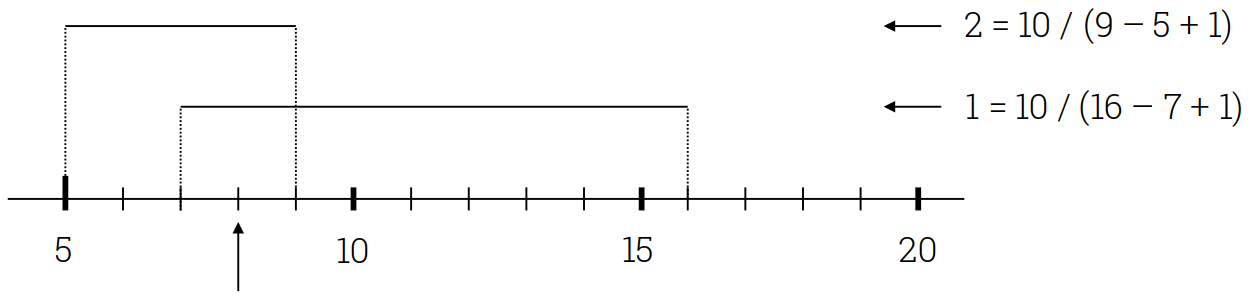 2 = 10 / (9 − 5 + 1)
1 = 10 / (16 − 7 + 1)
5 10 15 20